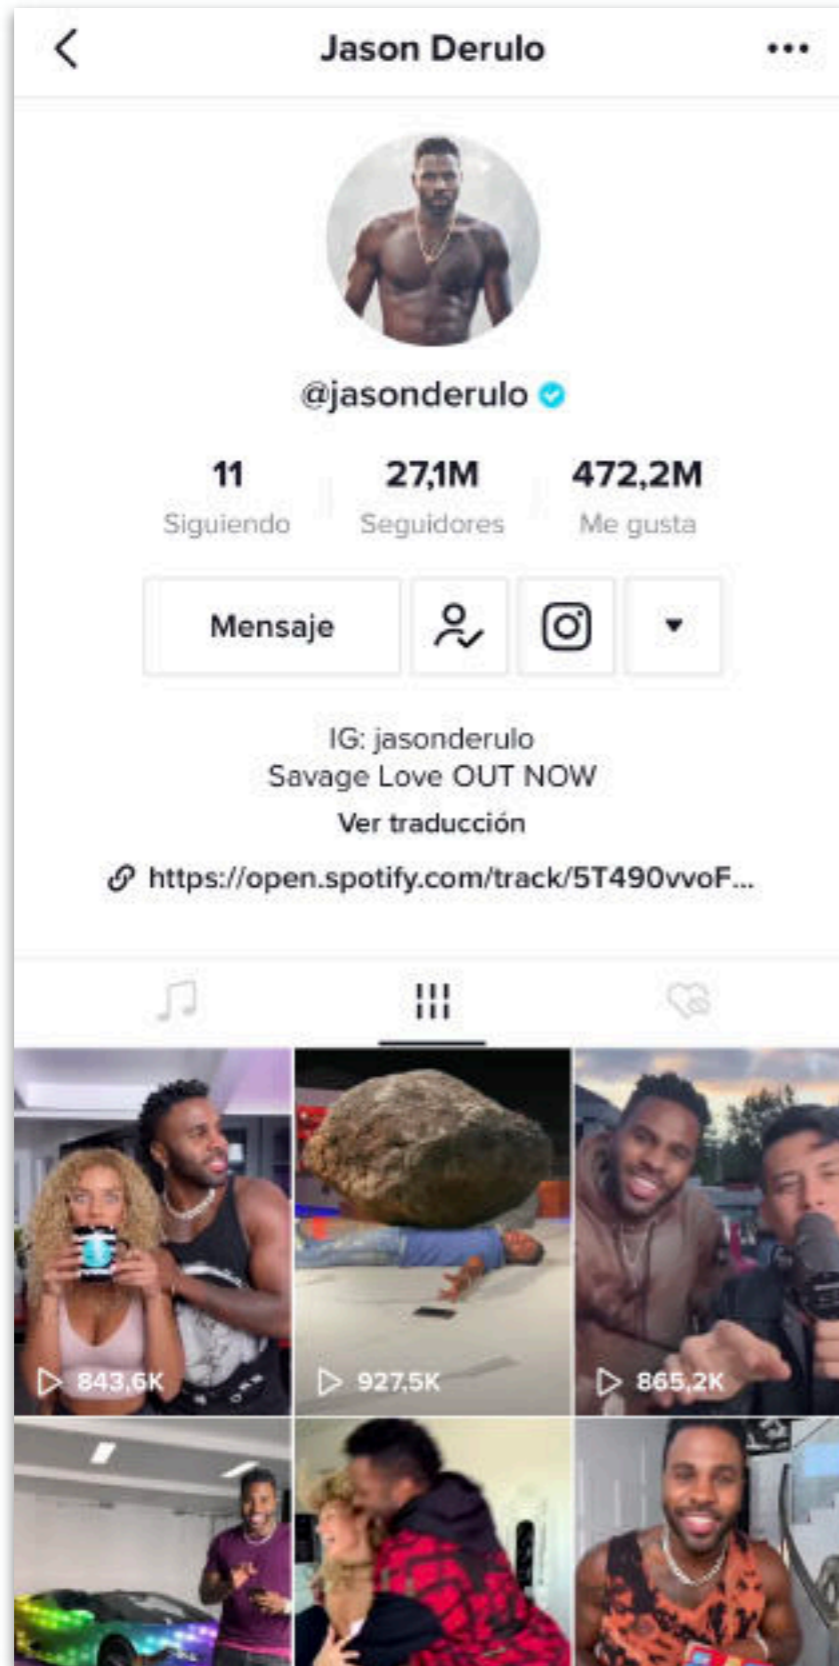 Jason Derulo
@jasonderulo
11 27,1M 472,2M
Siguiendo Seguidores Me gusta
Mensaje
IG: jasonderulo
Savage Love OUT NOW
Ver traducción
https://open.spotify.com/track/5T490vvoF...
843,6K 927,5K 865,2K